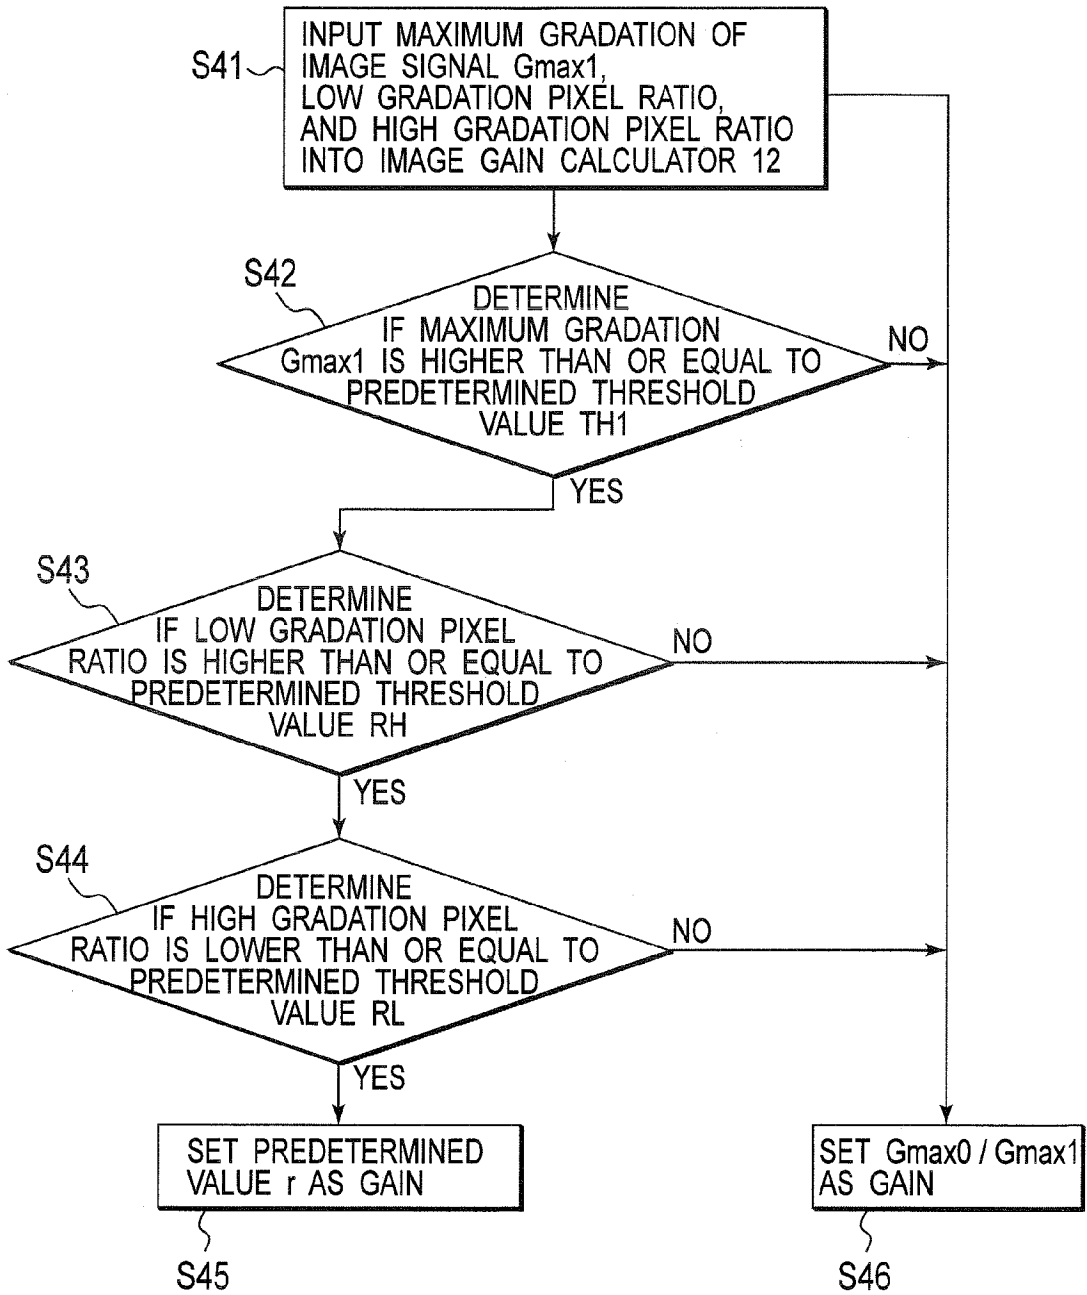 S41
INPUT MAXIMUM GRADATION OF
IMAGE SIGNAL Gmax1,
LOW GRADATION PIXEL RATIO,
AND HIGH GRADATION PIXEL RATIO
INTO IMAGE GAIN CALCULATOR 12
S42
DETERMINE
IF MAXIMUM GRADATION
Gmax1 IS HIGHER THAN OR EQUAL TO
PREDETERMINED THRESHOLD
VALUE TH1
NO
YES
S43
DETERMINE
IF LOW GRADATION PIXEL
RATIO IS HIGHER THAN OR EQUAL TO
PREDETERMINED THRESHOLD
VALUE RH
NO
YES
S44
DETERMINE
IF HIGH GRADATION PIXEL
RATIO IS LOWER THAN OR EQUAL TO
PREDETERMINED THRESHOLD
VALUE RL
NO
YES
SET PREDETERMINED
VALUE r AS GAIN
S45
SET Gmax0 / Gmax1
AS GAIN
S46